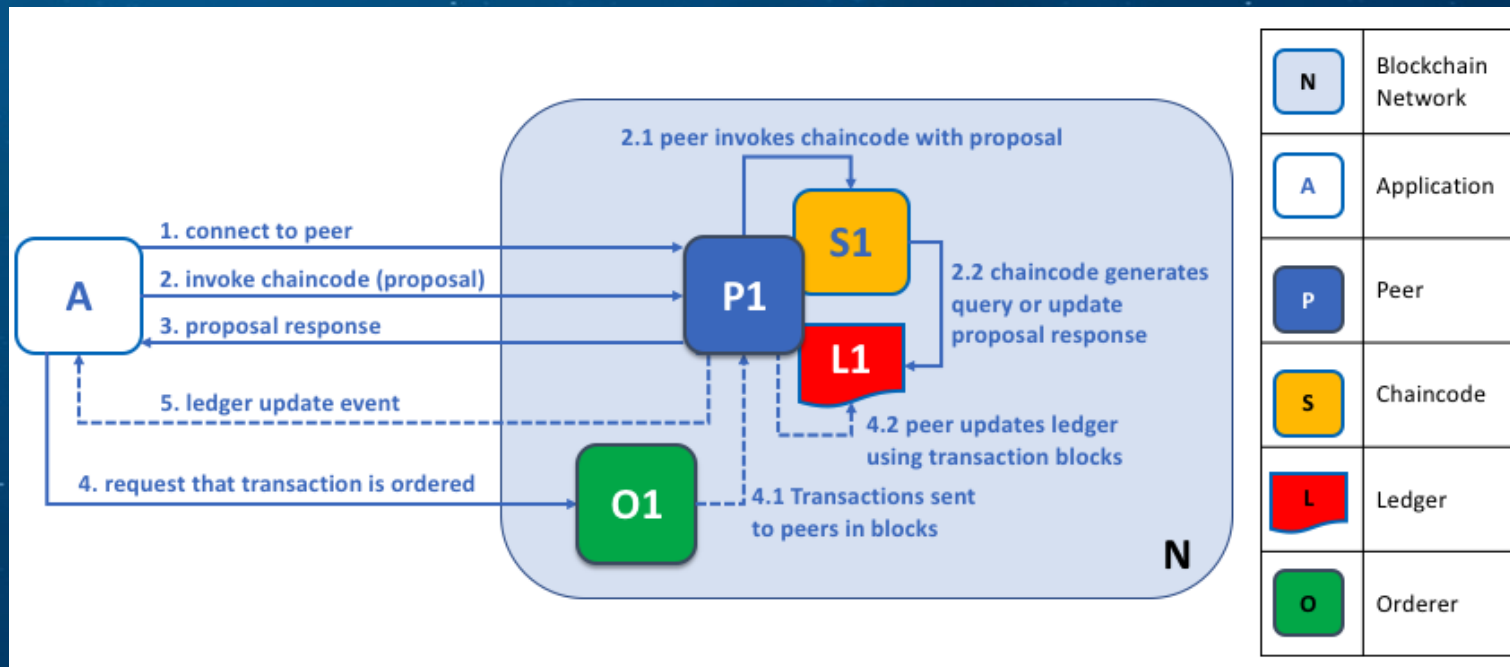 2.1 peer invokes chaincode with proposal
1. connect to peer
2. invoke chaincode (proposal)
3. proposal response
A
P1
S1
2.2 chaincode generates
query or update
proposal response
L1
5. ledger update event
4.2 peer updates ledger
using transaction blocks
4. request that transaction is ordered
O1
4.1 Transactions sent
to peers in blocks
N
N
Blockchain
Network
A
Application
P
Peer
S
Chaincode
L
Ledger
O
Orderer